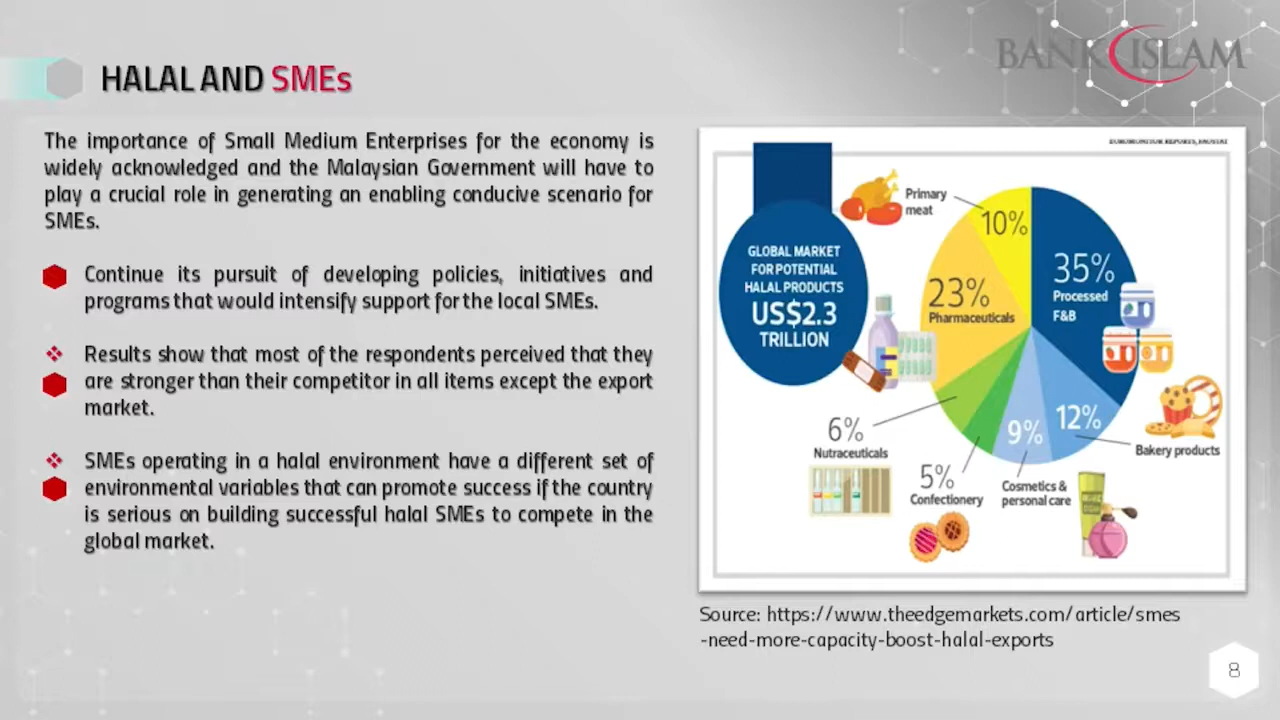 BANK ISLAM
HALAL AND SMEs
The importance of Small Medium Enterprises for the economy is
widely acknowledged and the Malaysian Government will have to
play a crucial role in generating an enabling conducive scenario for
SMEs.
Continue its pursuit of developing policies, initiatives and
programs that would intensify support for the local SMEs.
Results show that most of the respondents perceived that they
are stronger than their competitor in all items except the export
market.
SMEs operating in a halal environment have a different set of
environmental variables that can promote success if the country
is serious on building successful halal SMEs to compete in the
global market.
GLOBAL MARKET
FOR POTENTIAL
HALAL PRODUCTS
US$2.3
TRILLION
Primary
meat
10%
35%
Processed
F&B
23%
Pharmaceuticals
12%
Bakery products
9%
Cosmetics &
personal care
5%
Confectionery
6%
Nutraceuticals
Source: https://www.theedgemarkets.com/article/smes
-need-more-capacity-boost-halal-exports
8